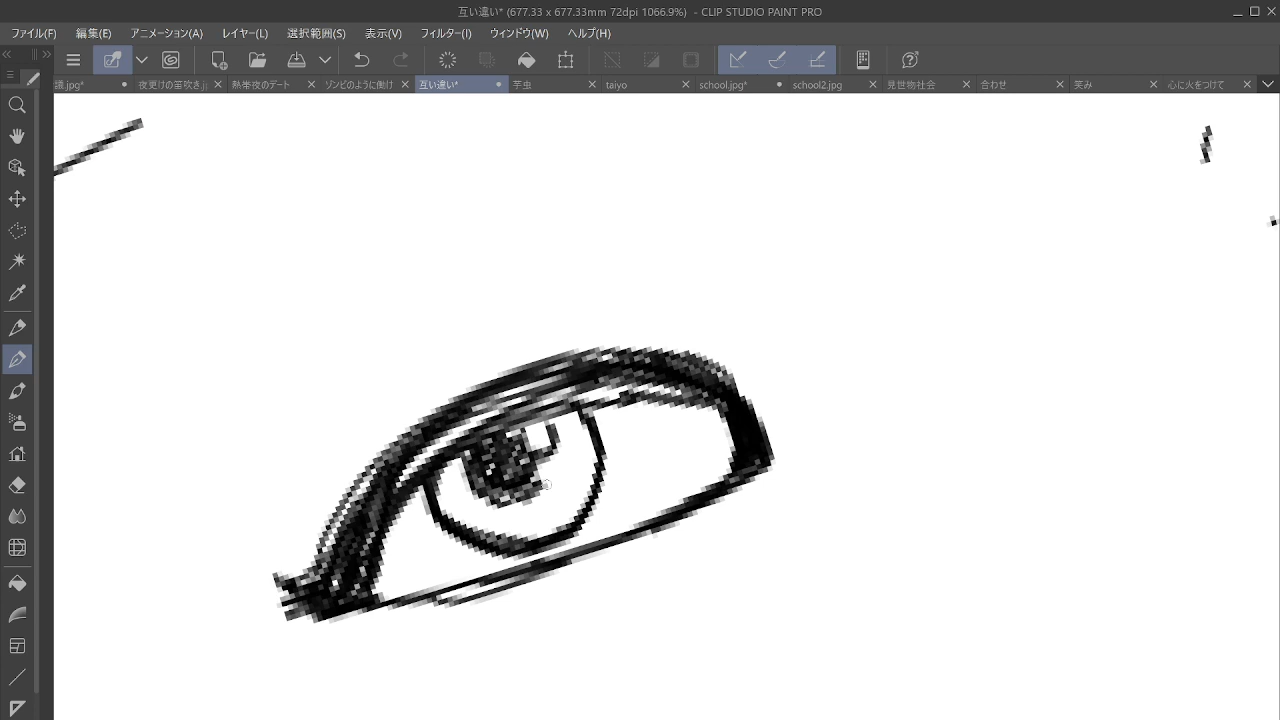 互い違い* (677.33 x 677.33mm 72dpi 1066.9%) - CLIP STUDIO PAINT PRO
ファイル(F) 編集(E) アニメーション(A) レイヤー(L) 選択範囲(S) 表示(V) フィルター(I) ウィンドウ(W) ヘルプ(H)
.jpg* 夜更けの笛吹き.j 熱帯夜のデート ゾンビのように働け 互い違い* 芋虫 taiyo school.jpg* school2.jpg 見世物社会 合わせ 笑み 心に火をつけて